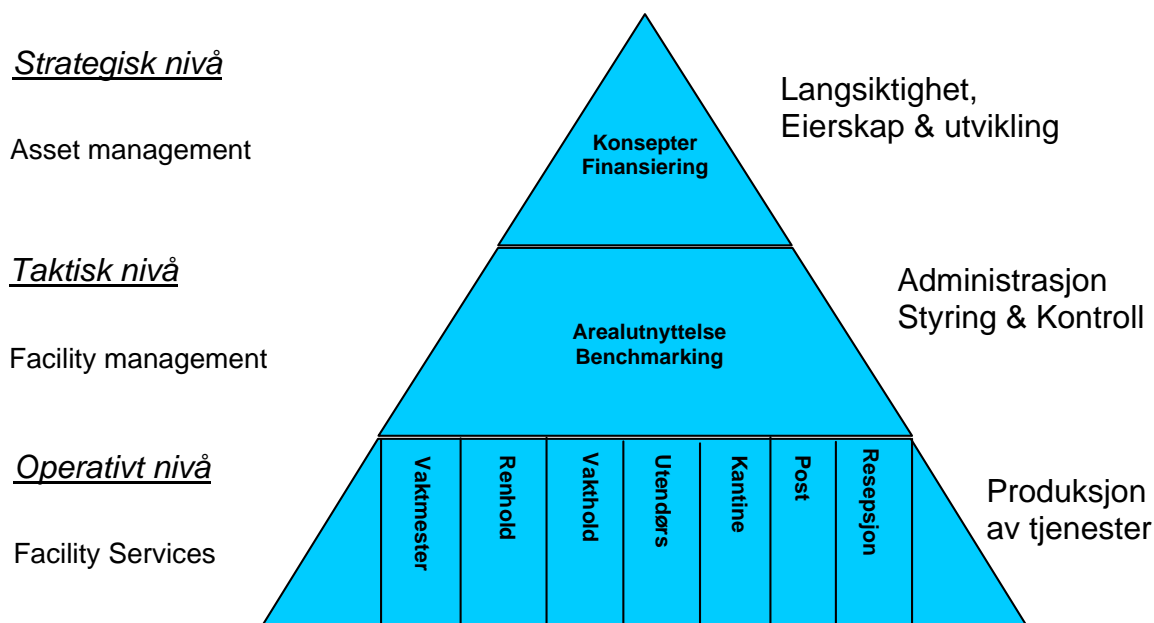 Strategisk nivå
Asset management
Konsepter
Finansiering
Langsiktighet,
Eierskap & utvikling
Taktisk nivå
Facility management
Arealutnyttelse
Benchmarking
Administrasjon
Styring & Kontroll
Operativt nivå
Facility Services
Vaktmester
Renhold
Vakthold
Utendørs
Kantine
Post
Resepsjon
Produksjon
av tjenester